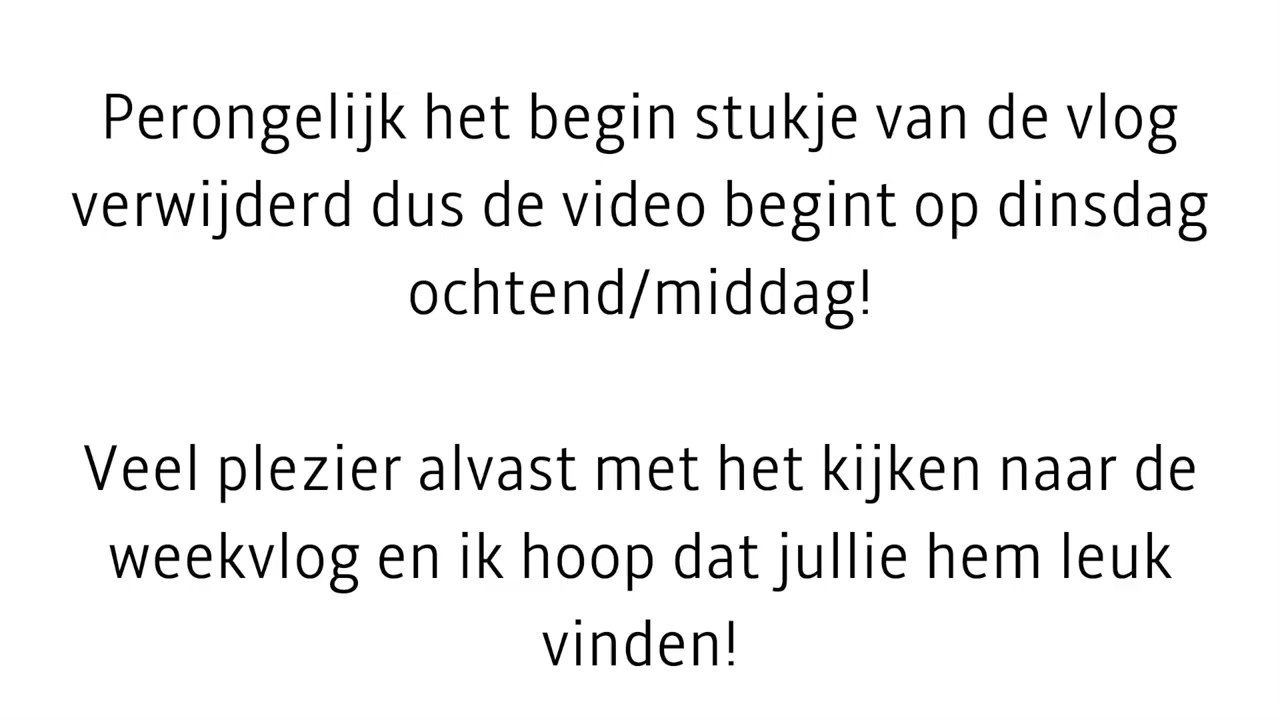 Perongelijk het begin stukje van de vlog
verwijderd dus de video begint op dinsdag
ochtend/middag!
Veel plezier alvast met het kijken naar de
weekvlog en ik hoop dat jullie hem leuk
vinden!